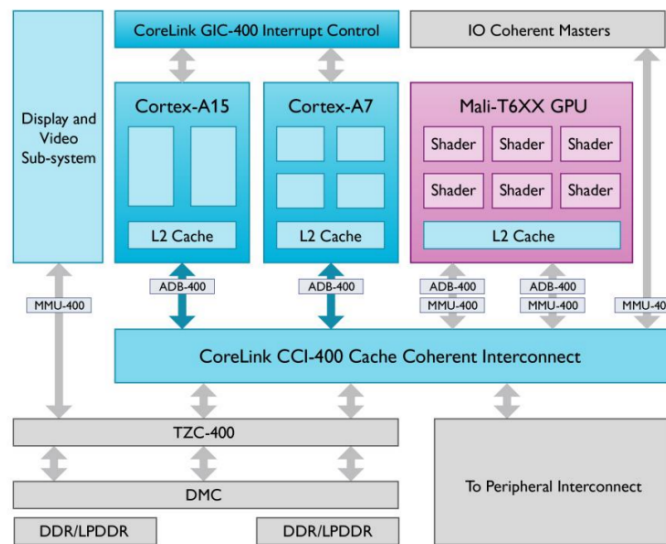 CoreLink GIC-400 Interrupt Control
IO Coherent Masters
Display and
Video
Sub-system
Cortex-A15
L2 Cache
Cortex-A7
L2 Cache
Mali-T6XX GPU
Shader
Shader
Shader
Shader
Shader
Shader
L2 Cache
MMU-400
ADB-400
ADB-400
ADB-400
MMU-400
ADB-400
MMU-400
MMU-40
CoreLink CCI-400 Cache Coherent Interconnect
TZC-400
DMC
DDR/LPDDR
DDR/LPDDR
To Peripheral Interconnect